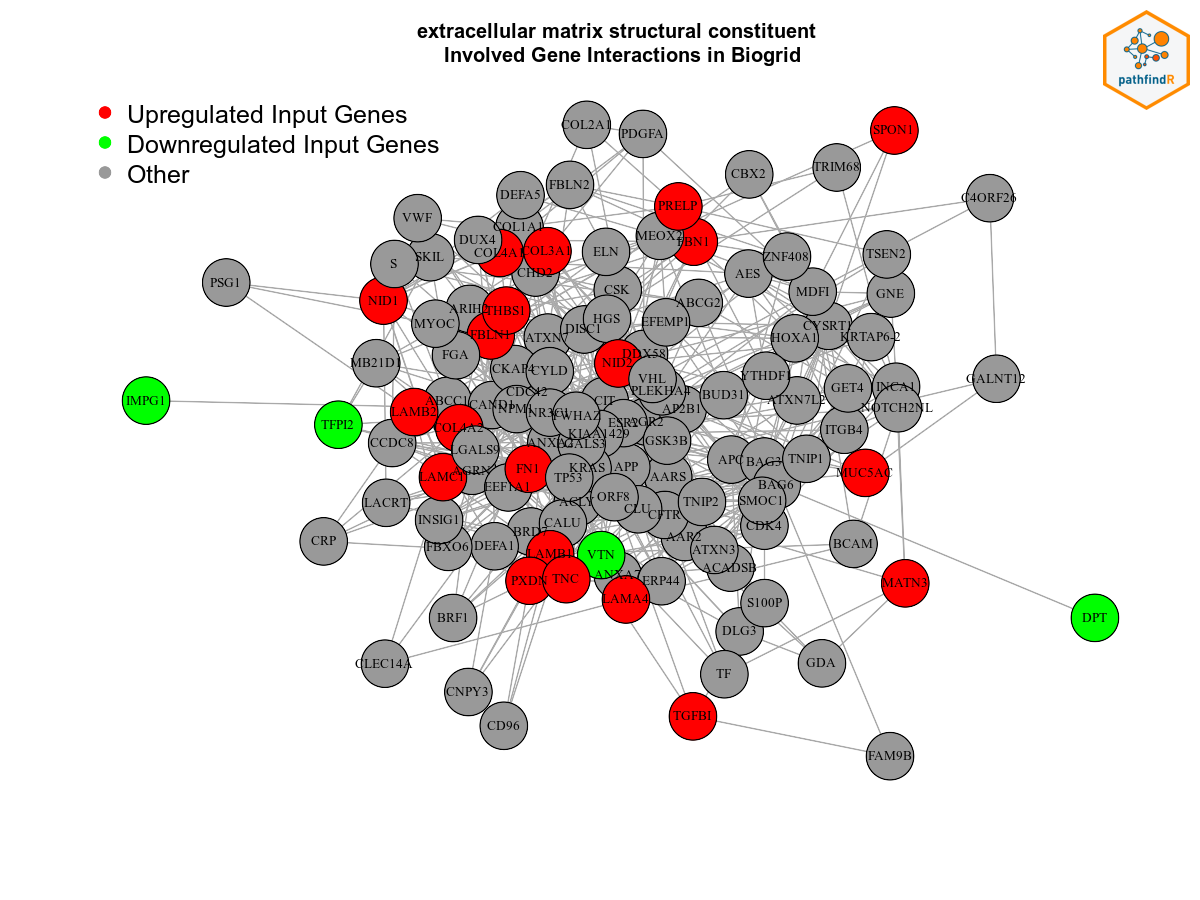 extracellular matrix structural constituent
Involved Gene Interactions in Biogrid
pathfindR
Upregulated Input Genes
Downregulated Input Genes
Other
COL2A1
PDGFA
SPON1
TRIM68
CBX2
FBLN2
DEFA5
C4ORF26
PRELP
VWF
COL1A1
DUX4
MEOX2
FBN1
COL3A1
ELN
COL4A1
SKIL
ZNF408
TSEN2
S
CHD2
AES
PSG1
CSK
MDFI
GNE
NID1
ABCG2
ARIH2
THBS1
HGS
EFEMP1
MYOC
DISC1
CYSRT1
FBLN1
ATXN
HOXA1
KRTAP6-2
FGA
DDX58
MB21D1
NID2
CKAP4
CYLD
VHL
YTHDF1
GALNT12
GET4
INCA1
CDC42
PLEKHA4
BUD31
IMPG1
ABCC1
CAND1
NPM1
CIT
ATXN7L2
NOTCH2NL
LAMB2
NR3C1
YWHAZ
AP2B1
TFPI2
COL4A2
ESR2
AGR2
ITGB4
KIAA1429
CCDC8
ANXA2
LGALS3
GSK3B
LGALS9
APC
BAG3
TNIP1
AGRN
FN1
KRAS
APP
MUC5AC
LAMC1
TP53
AARS
BAG6
EEF1A1
LACRT
ACLY
ORF8
TNIP2
SMOC1
CLU
CFTR
INSIG1
CALU
CDK4
BRD7
AAR2
CRP
FBXO6
DEFA1
BCAM
LAMB1
VTN
ATXN3
ACADSB
ANXA7
PXDN
TNC
ERP44
MATN3
LAMA4
S100P
BRF1
DPT
DLG3
CLEC14A
GDA
TF
CNPY3
TGFBI
CD96
FAM9B